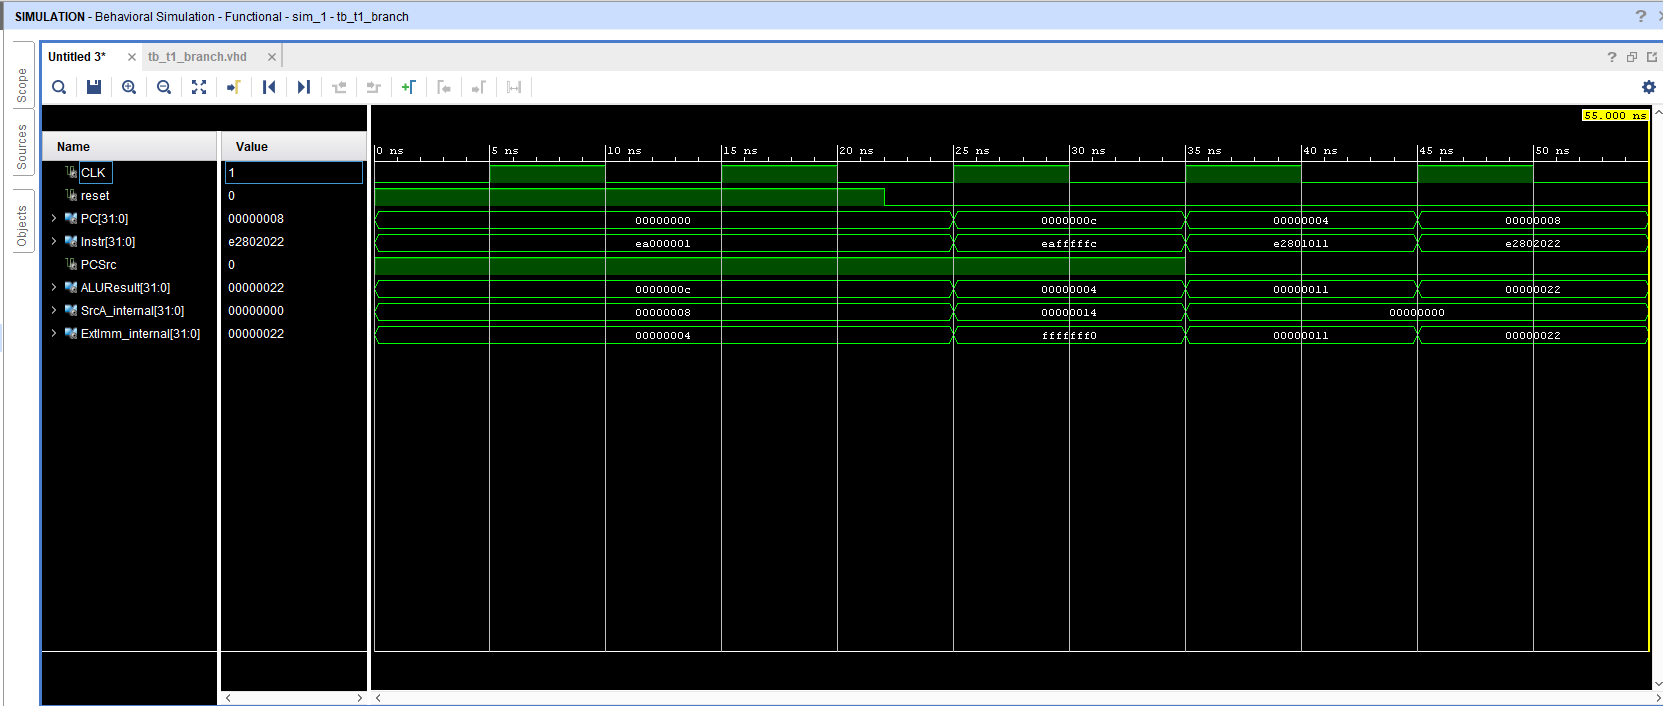 SIMULATION - Behavioral Simulation - Functional - sim_1 - tb_t1_branch
?
Scope
Sources
Objects
Untitled 3*
tb_t1_branch.vhd
?
55.000 ns
Name Value
0 ns 5 ns 10 ns 15 ns 20 ns 25 ns 30 ns 35 ns 40 ns 45 ns 50 ns
CLK 1
reset 0
PC[31:0] 00000008 00000000 0000000c 00000004 00000008
Instr[31:0] e2802022 ea000001 eafffffc e2801011 e2802022
PCSrc 0
ALUResult[31:0] 00000022 0000000c 00000004 00000011 00000022
SrcA_internal[31:0] 00000000 00000008 00000014 00000000
ExtImm_internal[31:0] 00000022 00000004 fffffff0 00000011 00000022